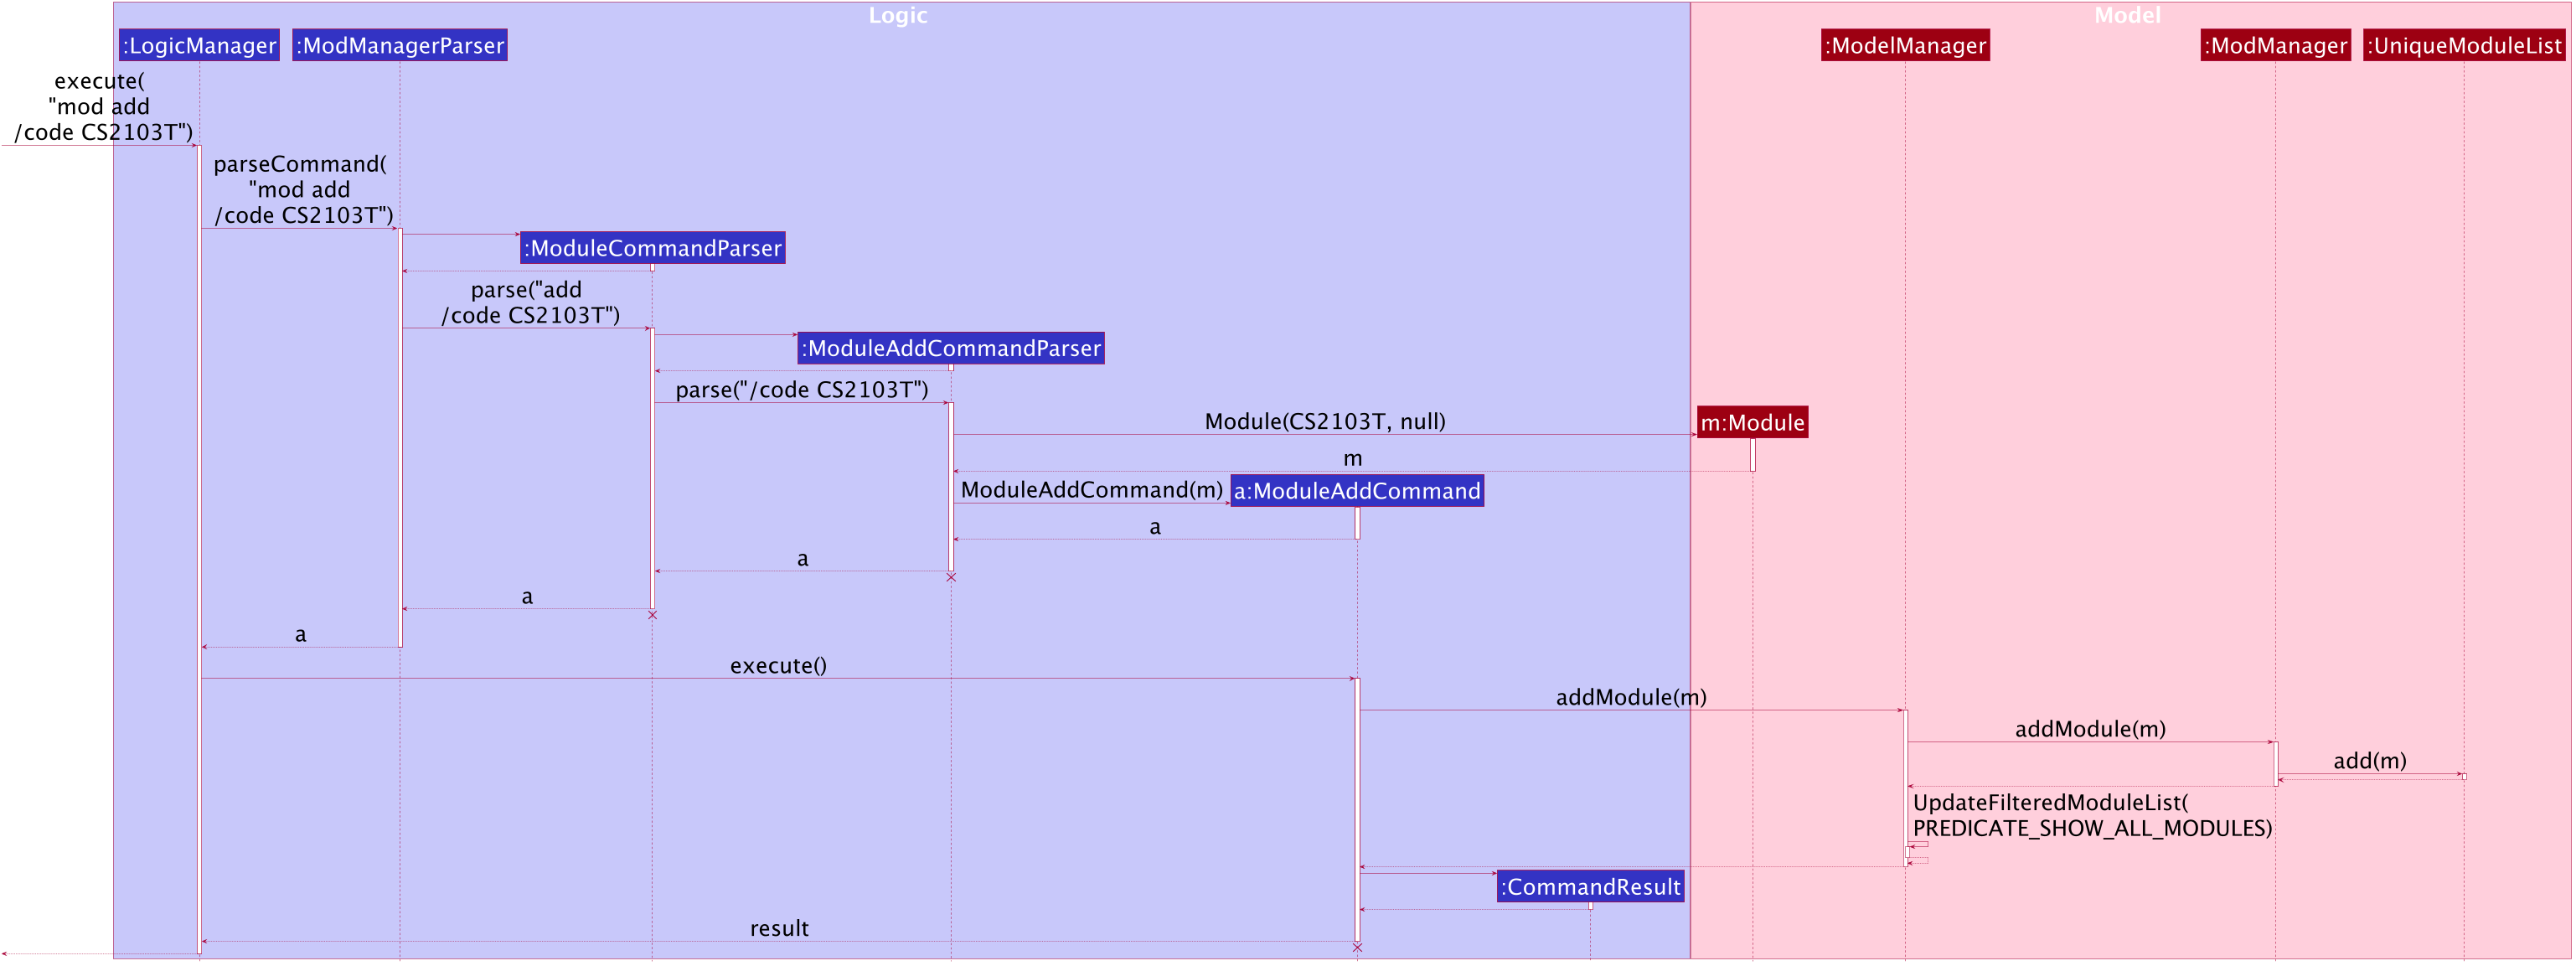 Logic
Model
:LogicManager
:ModManagerParser
:ModelManager
:ModManager
:UniqueModuleList
execute(
"mod add
/code CS2103T")
parseCommand(
"mod add
/code CS2103T")
:ModuleCommandParser
parse("add
/code CS2103T")
:ModuleAddCommandParser
parse("/code CS2103T")
Module(CS2103T, null)
m:Module
m
ModuleAddCommand(m)
a:ModuleAddCommand
a
a
a
a
execute()
addModule(m)
addModule(m)
add(m)
UpdateFilteredModuleList(
PREDICATE_SHOW_ALL_MODULES)
:CommandResult
result